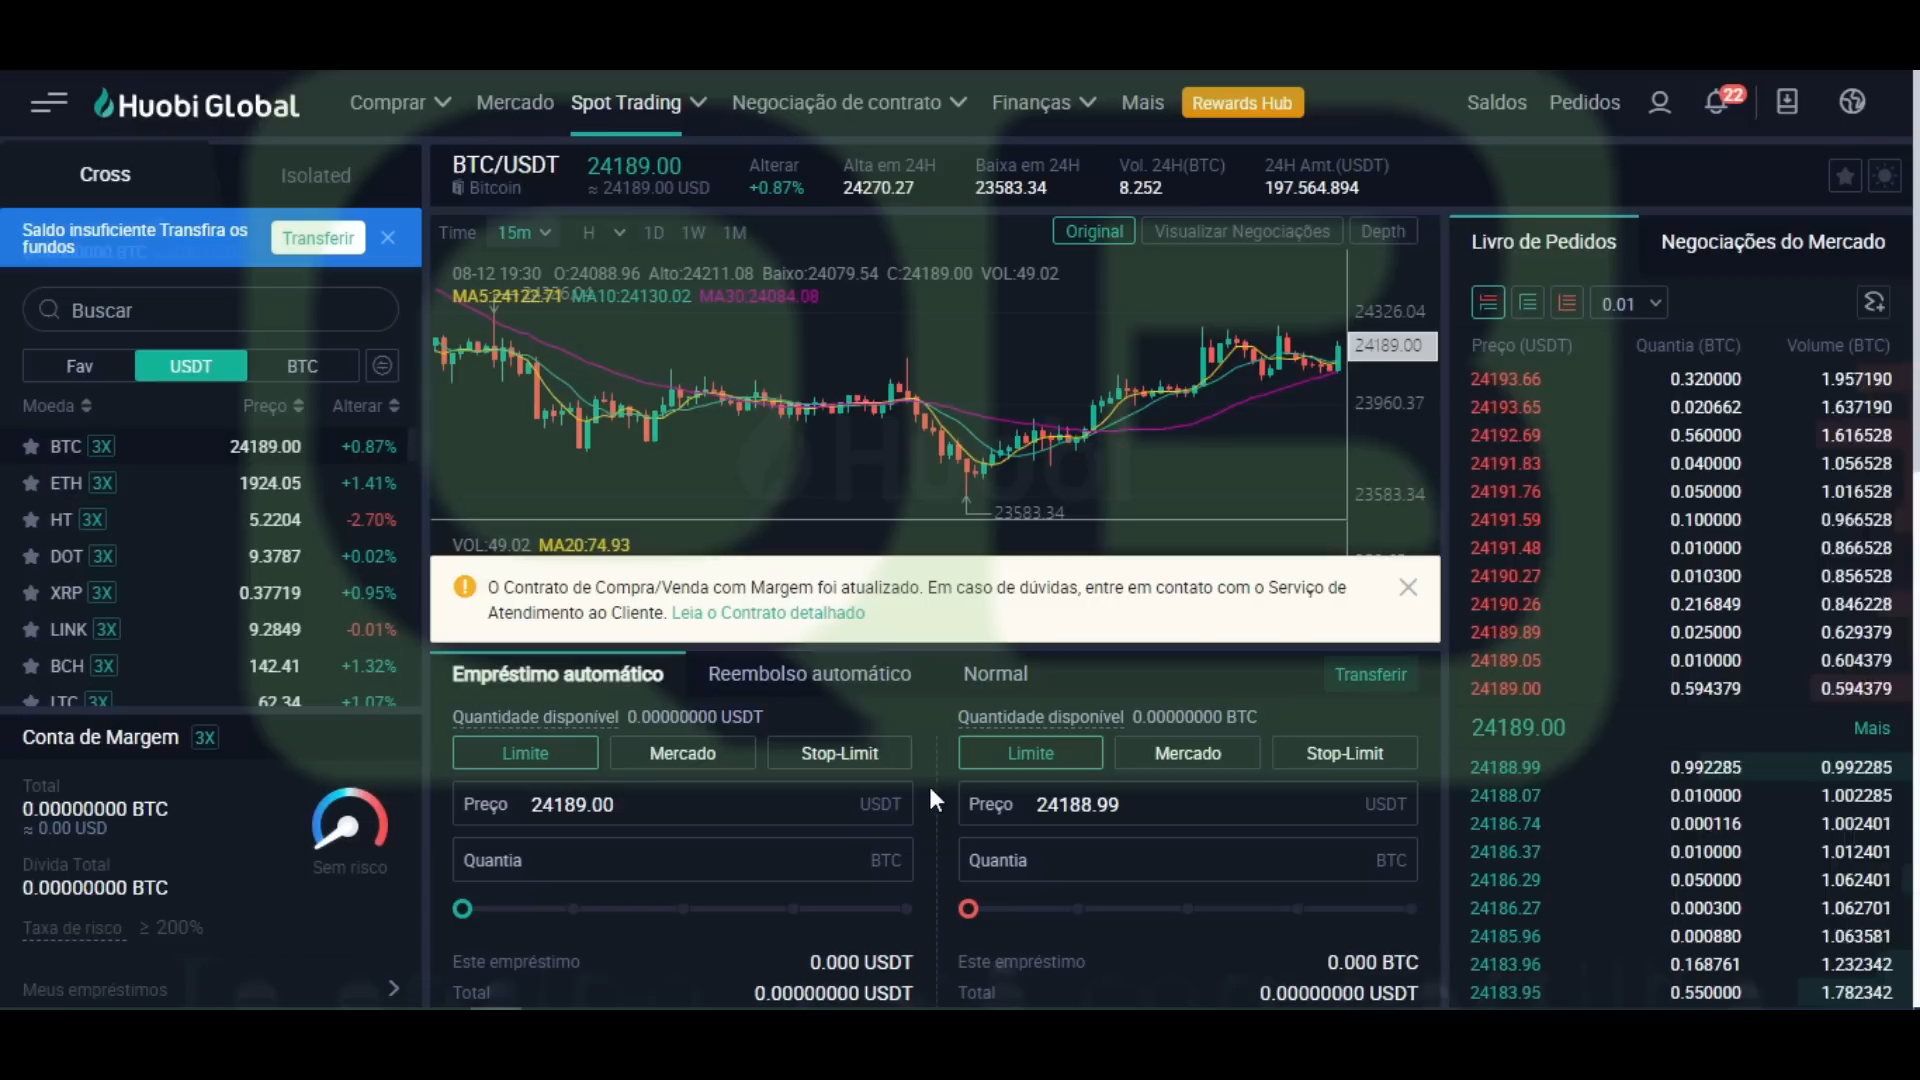 Huobi Global
Comprar
Mercado
Spot Trading
Negociação de contrato
Finanças
Mais
Rewards Hub
Saldos
Pedidos
22
Cross
Isolated
Saldo insuficiente Transfira os
fundos
Transferir
Buscar
Fav USDT BTC
Moeda Preço Alterar
BTC 3X 24189.00 +0.87%
ETH 3X 1924.05 +1.41%
HT 3X 5.2204 -2.70%
DOT 3X 9.3787 +0.02%
XRP 3X 0.37719 +0.95%
LINK 3X 9.2849 -0.01%
BCH 3X 142.41 +1.32%
LTC 3X 62.34 +1.07%
Conta de Margem 3X
Total
0.00000000 BTC
≈ 0.00 USD
Dívida Total
0.00000000 BTC
Sem risco
Taxa de risco ≥ 200%
Meus empréstimos
BTC/USDT
Bitcoin
24189.00
≈ 24189.00 USD
Alterar
+0.87%
Alta em 24H
24270.27
Baixa em 24H
23583.34
Vol. 24H(BTC)
8.252
24H Amt.(USDT)
197.564.894
Time 15m H 1D 1W 1M
Original Visualizar Negociações Depth
08-12 19:30 O:24088.96 Alto:24211.08 Baixo:24079.54 C:24189.00 VOL:49.02
MA5:24122.71 MA10:24130.02 MA30:24084.08
24326.04
24189.00
23960.37
23583.34
23583.34
Huobi
VOL:49.02 MA20:74.93
O Contrato de Compra/Venda com Margem foi atualizado. Em caso de dúvidas, entre em contato com o Serviço de
Atendimento ao Cliente. Leia o Contrato detalhado
Empréstimo automático Reembolso automático Normal Transferir
Quantidade disponível 0.00000000 USDT
Limite Mercado Stop-Limit
Preço 24189.00 USDT
Quantia BTC
Este empréstimo 0.000 USDT
Total 0.00000000 USDT
Quantidade disponível 0.00000000 BTC
Limite Mercado Stop-Limit
Preço 24188.99 USDT
Quantia BTC
Este empréstimo 0.000 BTC
Total 0.00000000 USDT
Livro de Pedidos Negociações do Mercado
0.01
Preço (USDT) Quantia (BTC) Volume (BTC)
24193.66 0.320000 1.957190
24193.65 0.020662 1.637190
24192.69 0.560000 1.616528
24191.83 0.040000 1.056528
24191.76 0.050000 1.016528
24191.59 0.100000 0.966528
24191.48 0.010000 0.866528
24190.27 0.010300 0.856528
24190.26 0.216849 0.846228
24189.89 0.025000 0.629379
24189.05 0.010000 0.604379
24189.00 0.594379 0.594379
24189.00 Mais
24188.99 0.992285 0.992285
24188.07 0.010000 1.002285
24186.74 0.000116 1.002401
24186.37 0.010000 1.012401
24186.29 0.050000 1.062401
24186.27 0.000300 1.062701
24185.96 0.000880 1.063581
24183.96 0.168761 1.232342
24183.95 0.550000 1.782342